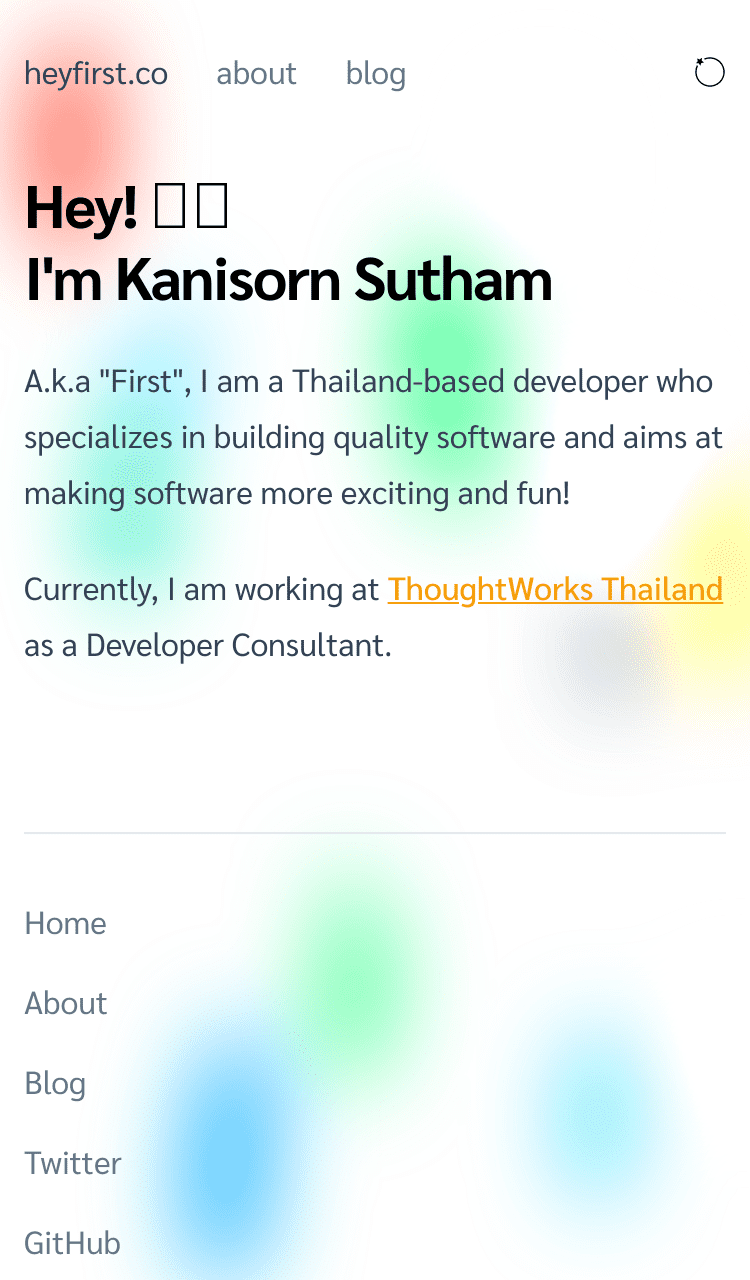 heyfirst.co about blog
Hey! 
I'm Kanisorn Sutham
A.k.a "First", I am a Thailand-based developer who
specializes in building quality software and aims at
making software more exciting and fun!
Currently, I am working at ThoughtWorks Thailand
as a Developer Consultant.
Home
About
Blog
Twitter
GitHub